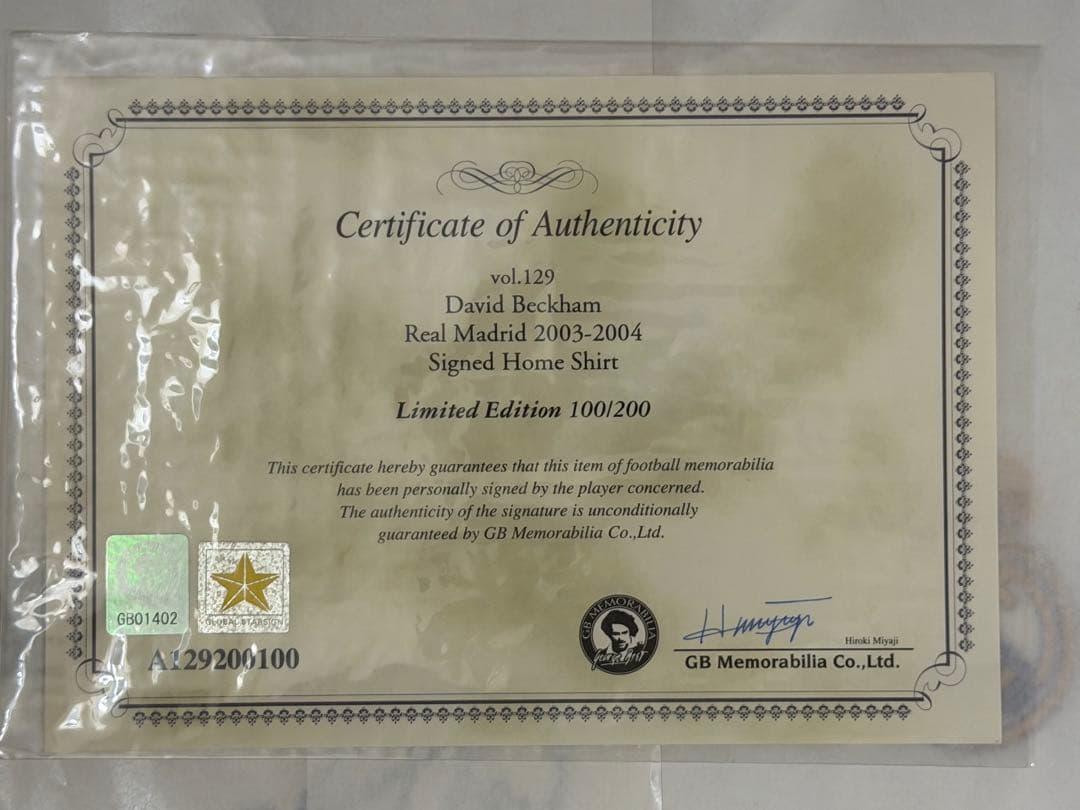 Certificate of Authenticity
vol.129
David Beckham
Real Madrid 2003-2004
Signed Home Shirt
Limited Edition 100/200
This certificate hereby guarantees that this item of football memorabilia
has been personally signed by the player concerned.
The authenticity of the signature is unconditionally
guaranteed by GB Memorabilia Co.,Ltd.
GB01402
GLOBAL STARSIGN
A129200100
GB MEMORABILIA
Hiroki Miyaji
GB Memorabilia Co.,Ltd.